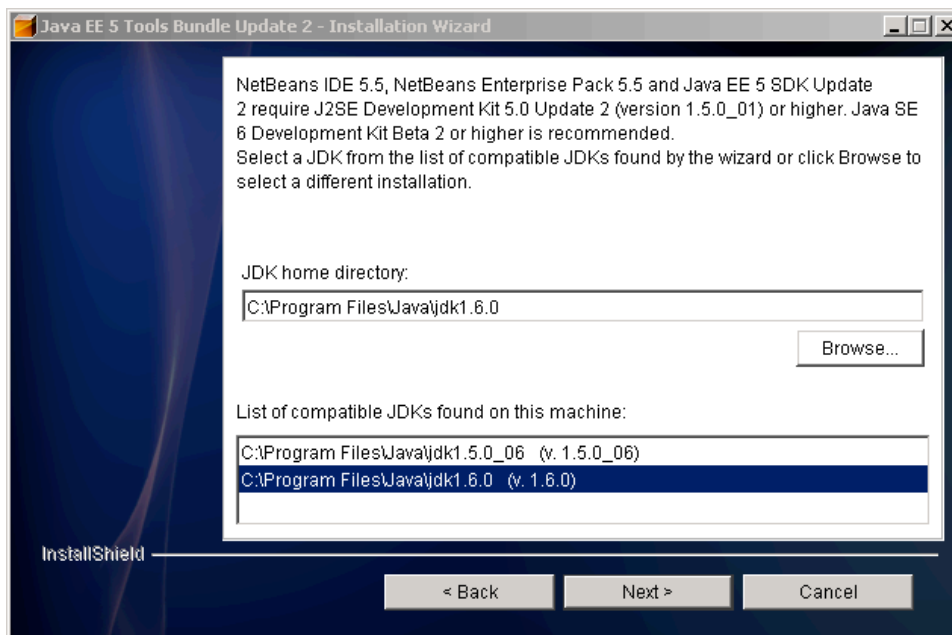 Java EE 5 Tools Bundle Update 2 - Installation Wizard
NetBeans IDE 5.5, NetBeans Enterprise Pack 5.5 and Java EE 5 SDK Update
2 require J2SE Development Kit 5.0 Update 2 (version 1.5.0_01) or higher. Java SE
6 Development Kit Beta 2 or higher is recommended.
Select a JDK from the list of compatible JDKs found by the wizard or click Browse to
select a different installation.
JDK home directory:
C:\Program Files\Java\jdk1.6.0
Browse...
List of compatible JDKs found on this machine:
C:\Program Files\Java\jdk1.5.0_06 (v. 1.5.0_06)
C:\Program Files\Java\jdk1.6.0 (v. 1.6.0)
InstallShield
< Back
Next >
Cancel